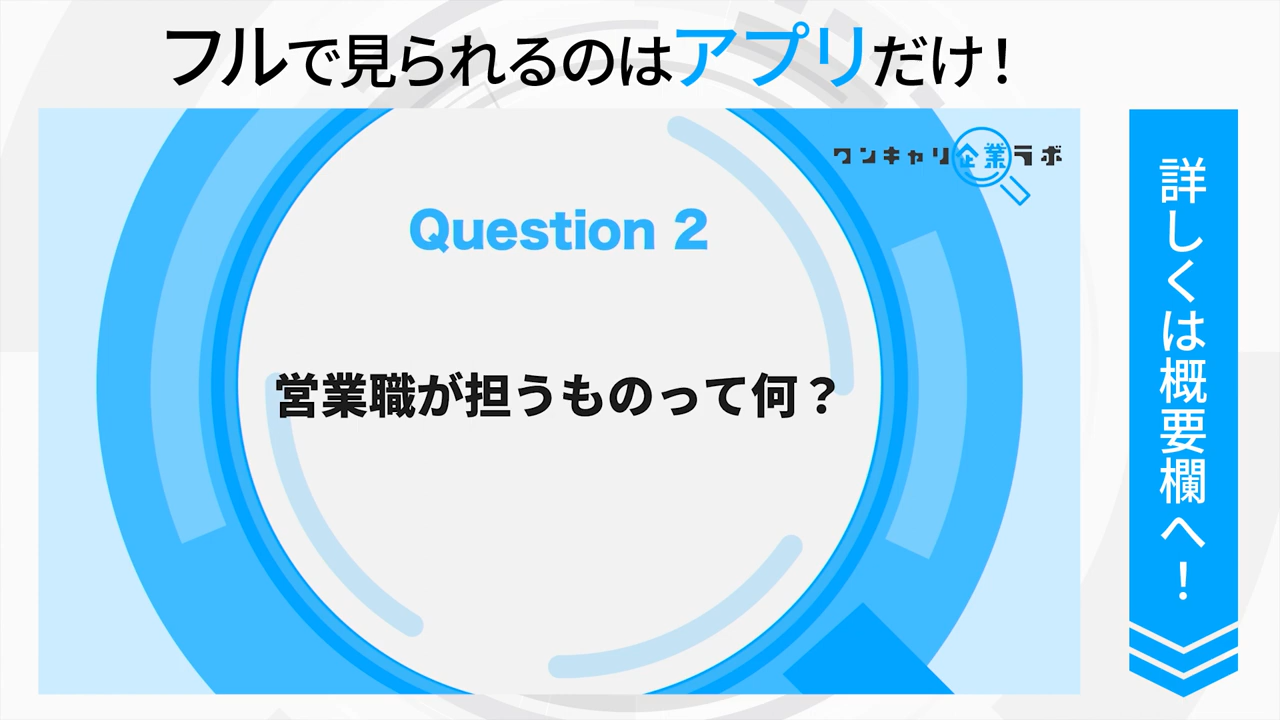 フルで見られるのはアプリだけ！
ワンキャリ企業ラボ
Question 2
営業職が担うものって何？
詳しくは概要欄へ！